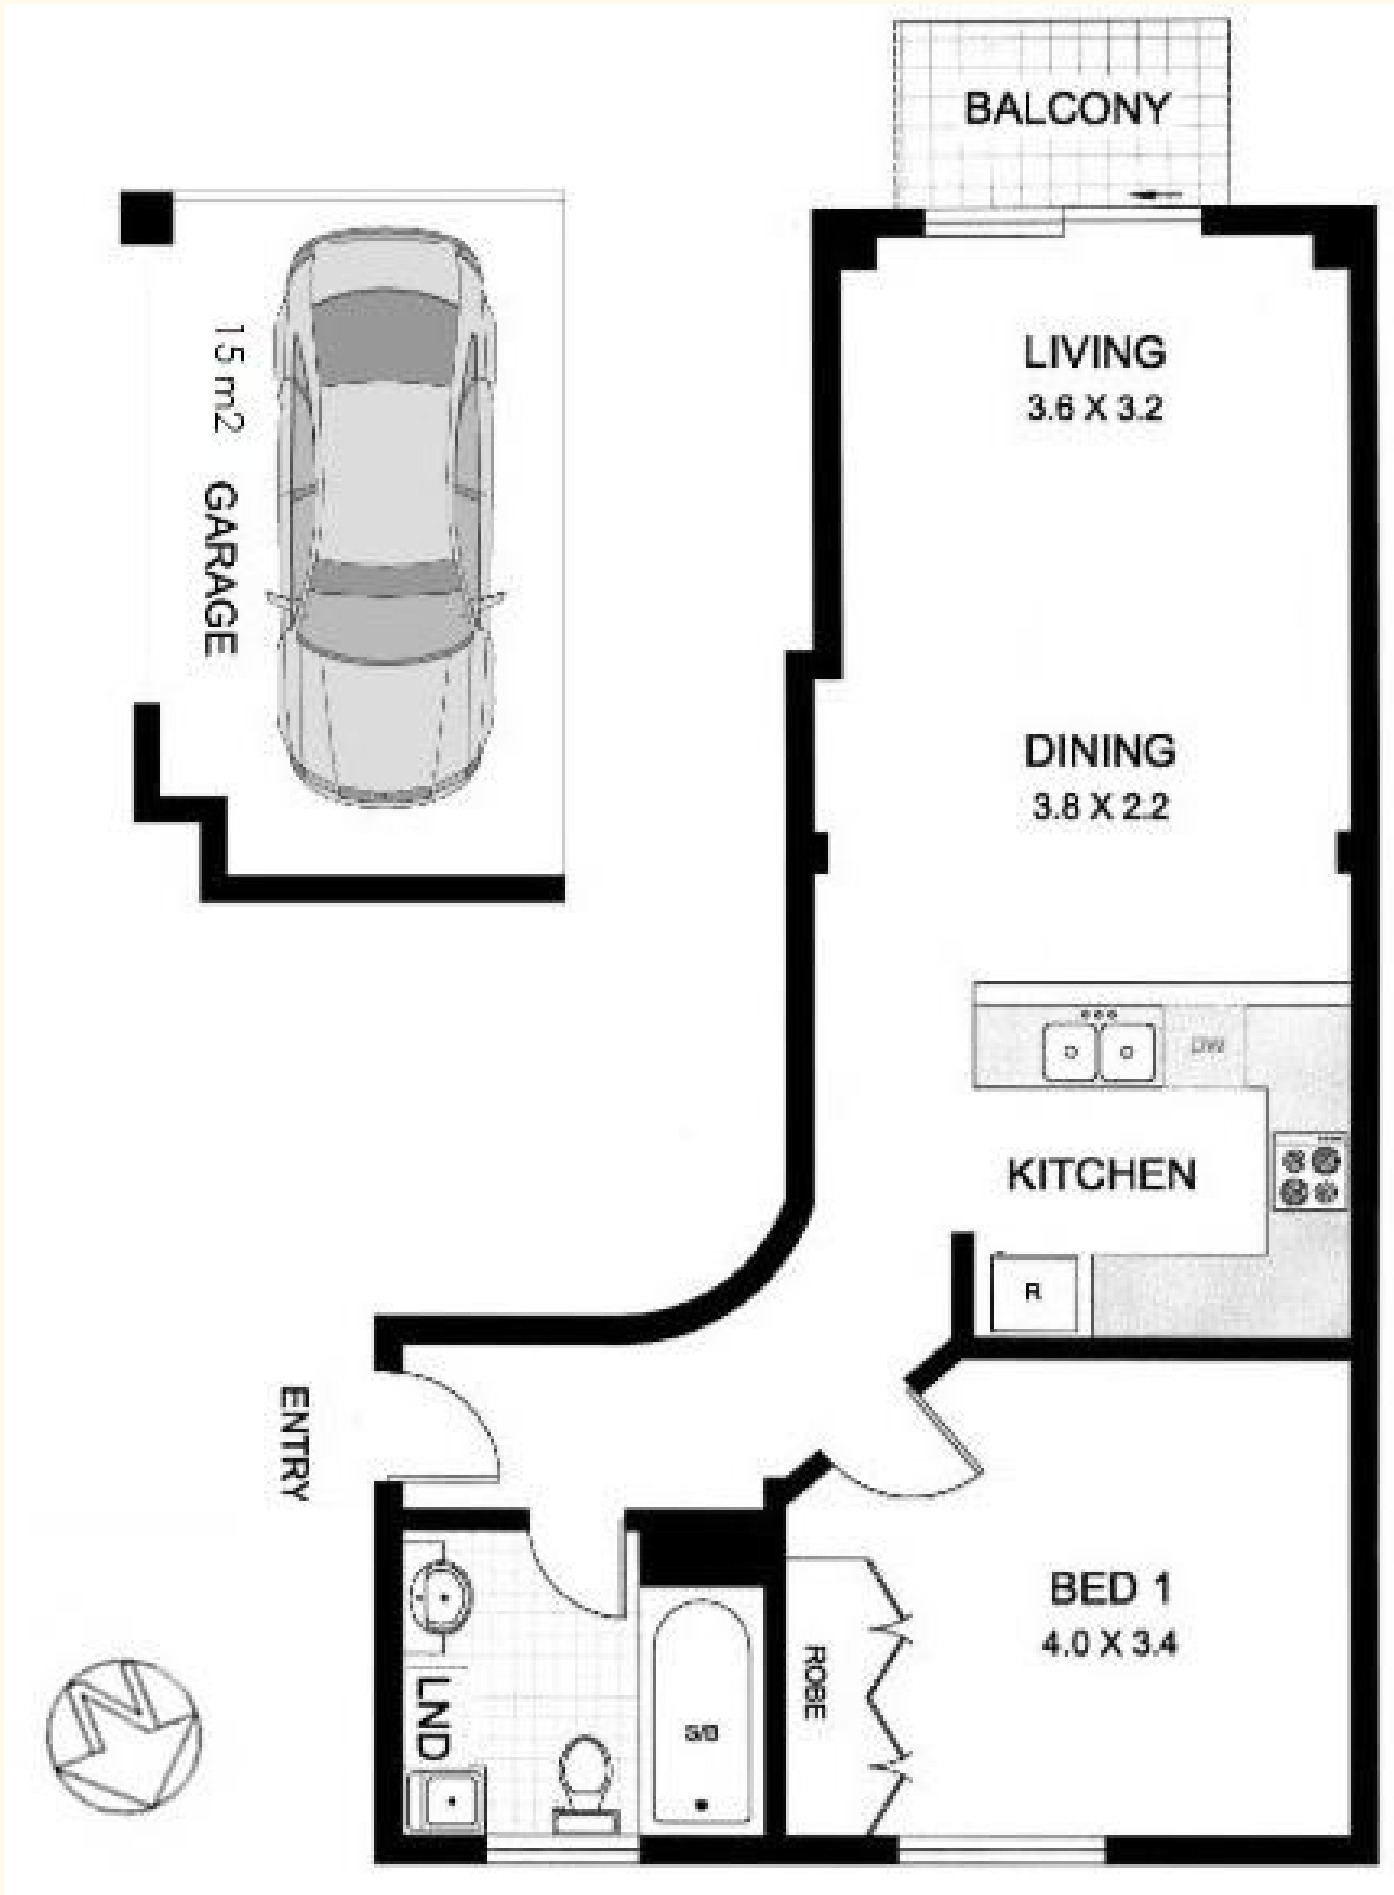 BALCONY
LIVING
3.6 X 3.2
15 m2 GARAGE
DINING
3.8 X 2.2
DW
KITCHEN
R
ENTRY
BED 1
4.0 X 3.4
ROBE
LND
S/B
N